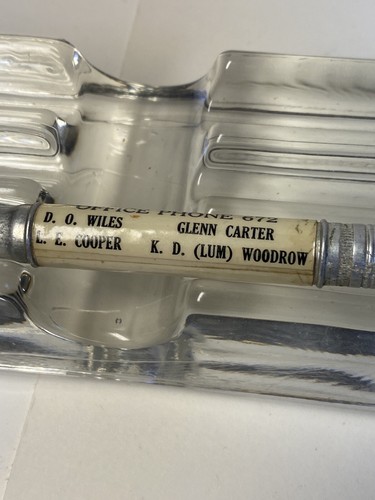 OFFICE PHONE 672
D. O. WILES GLENN CARTER
L. E. COOPER K. D. (LUM) WOODROW